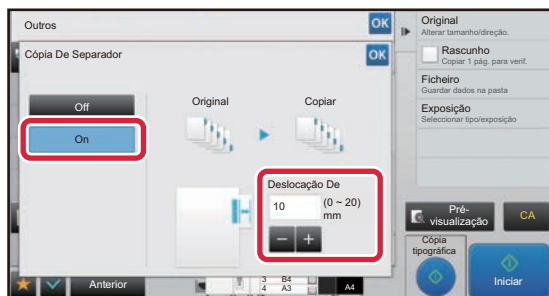 Outros
OK
Cópia De Separador
OK
Off
On
Original
Copiar
Deslocação De
10
(0 ~ 20)
mm
Original
Alterar tamanho/direção.
Rascunho
Copiar 1 pág. para verif.
Ficheiro
Guardar dados na pasta
Exposição
Seleccionar tipo/exposição
Pré-
visualização
CA
Cópia
tipográfica
Iniciar
Anterior
3 B4
4 A3
A4